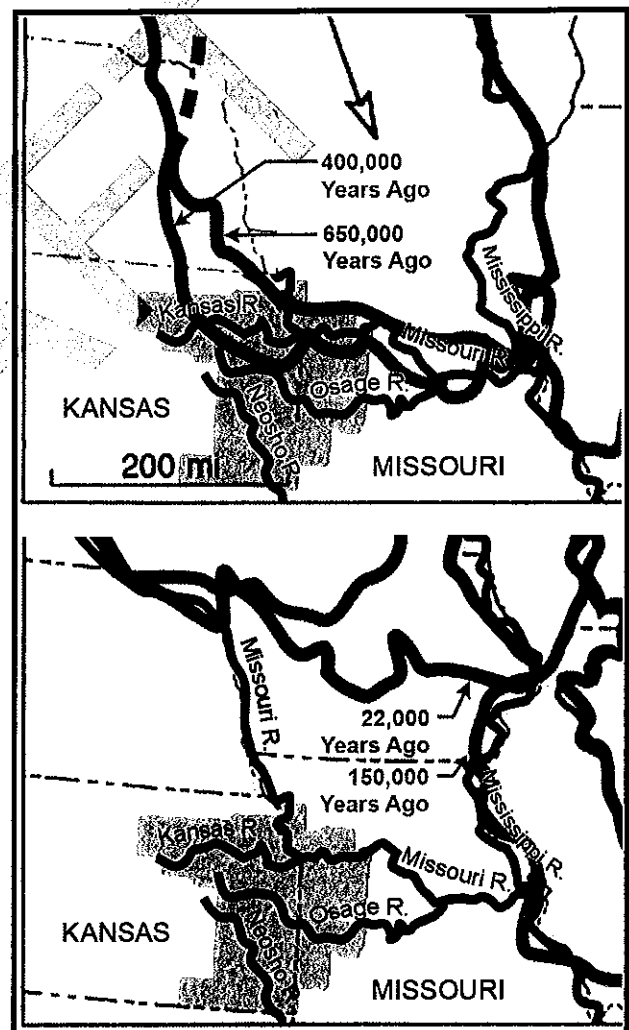 400,000
Years Ago
650,000
Years Ago
Mississippi R.
Kansas R.
Missouri R.
Osage R.
Neosho R.
KANSAS
200 mi
MISSOURI
Missouri R.
22,000
Years Ago
150,000
Years Ago
Mississippi R.
Kansas R.
Missouri R.
Osage R.
Neosho R.
KANSAS
MISSOURI